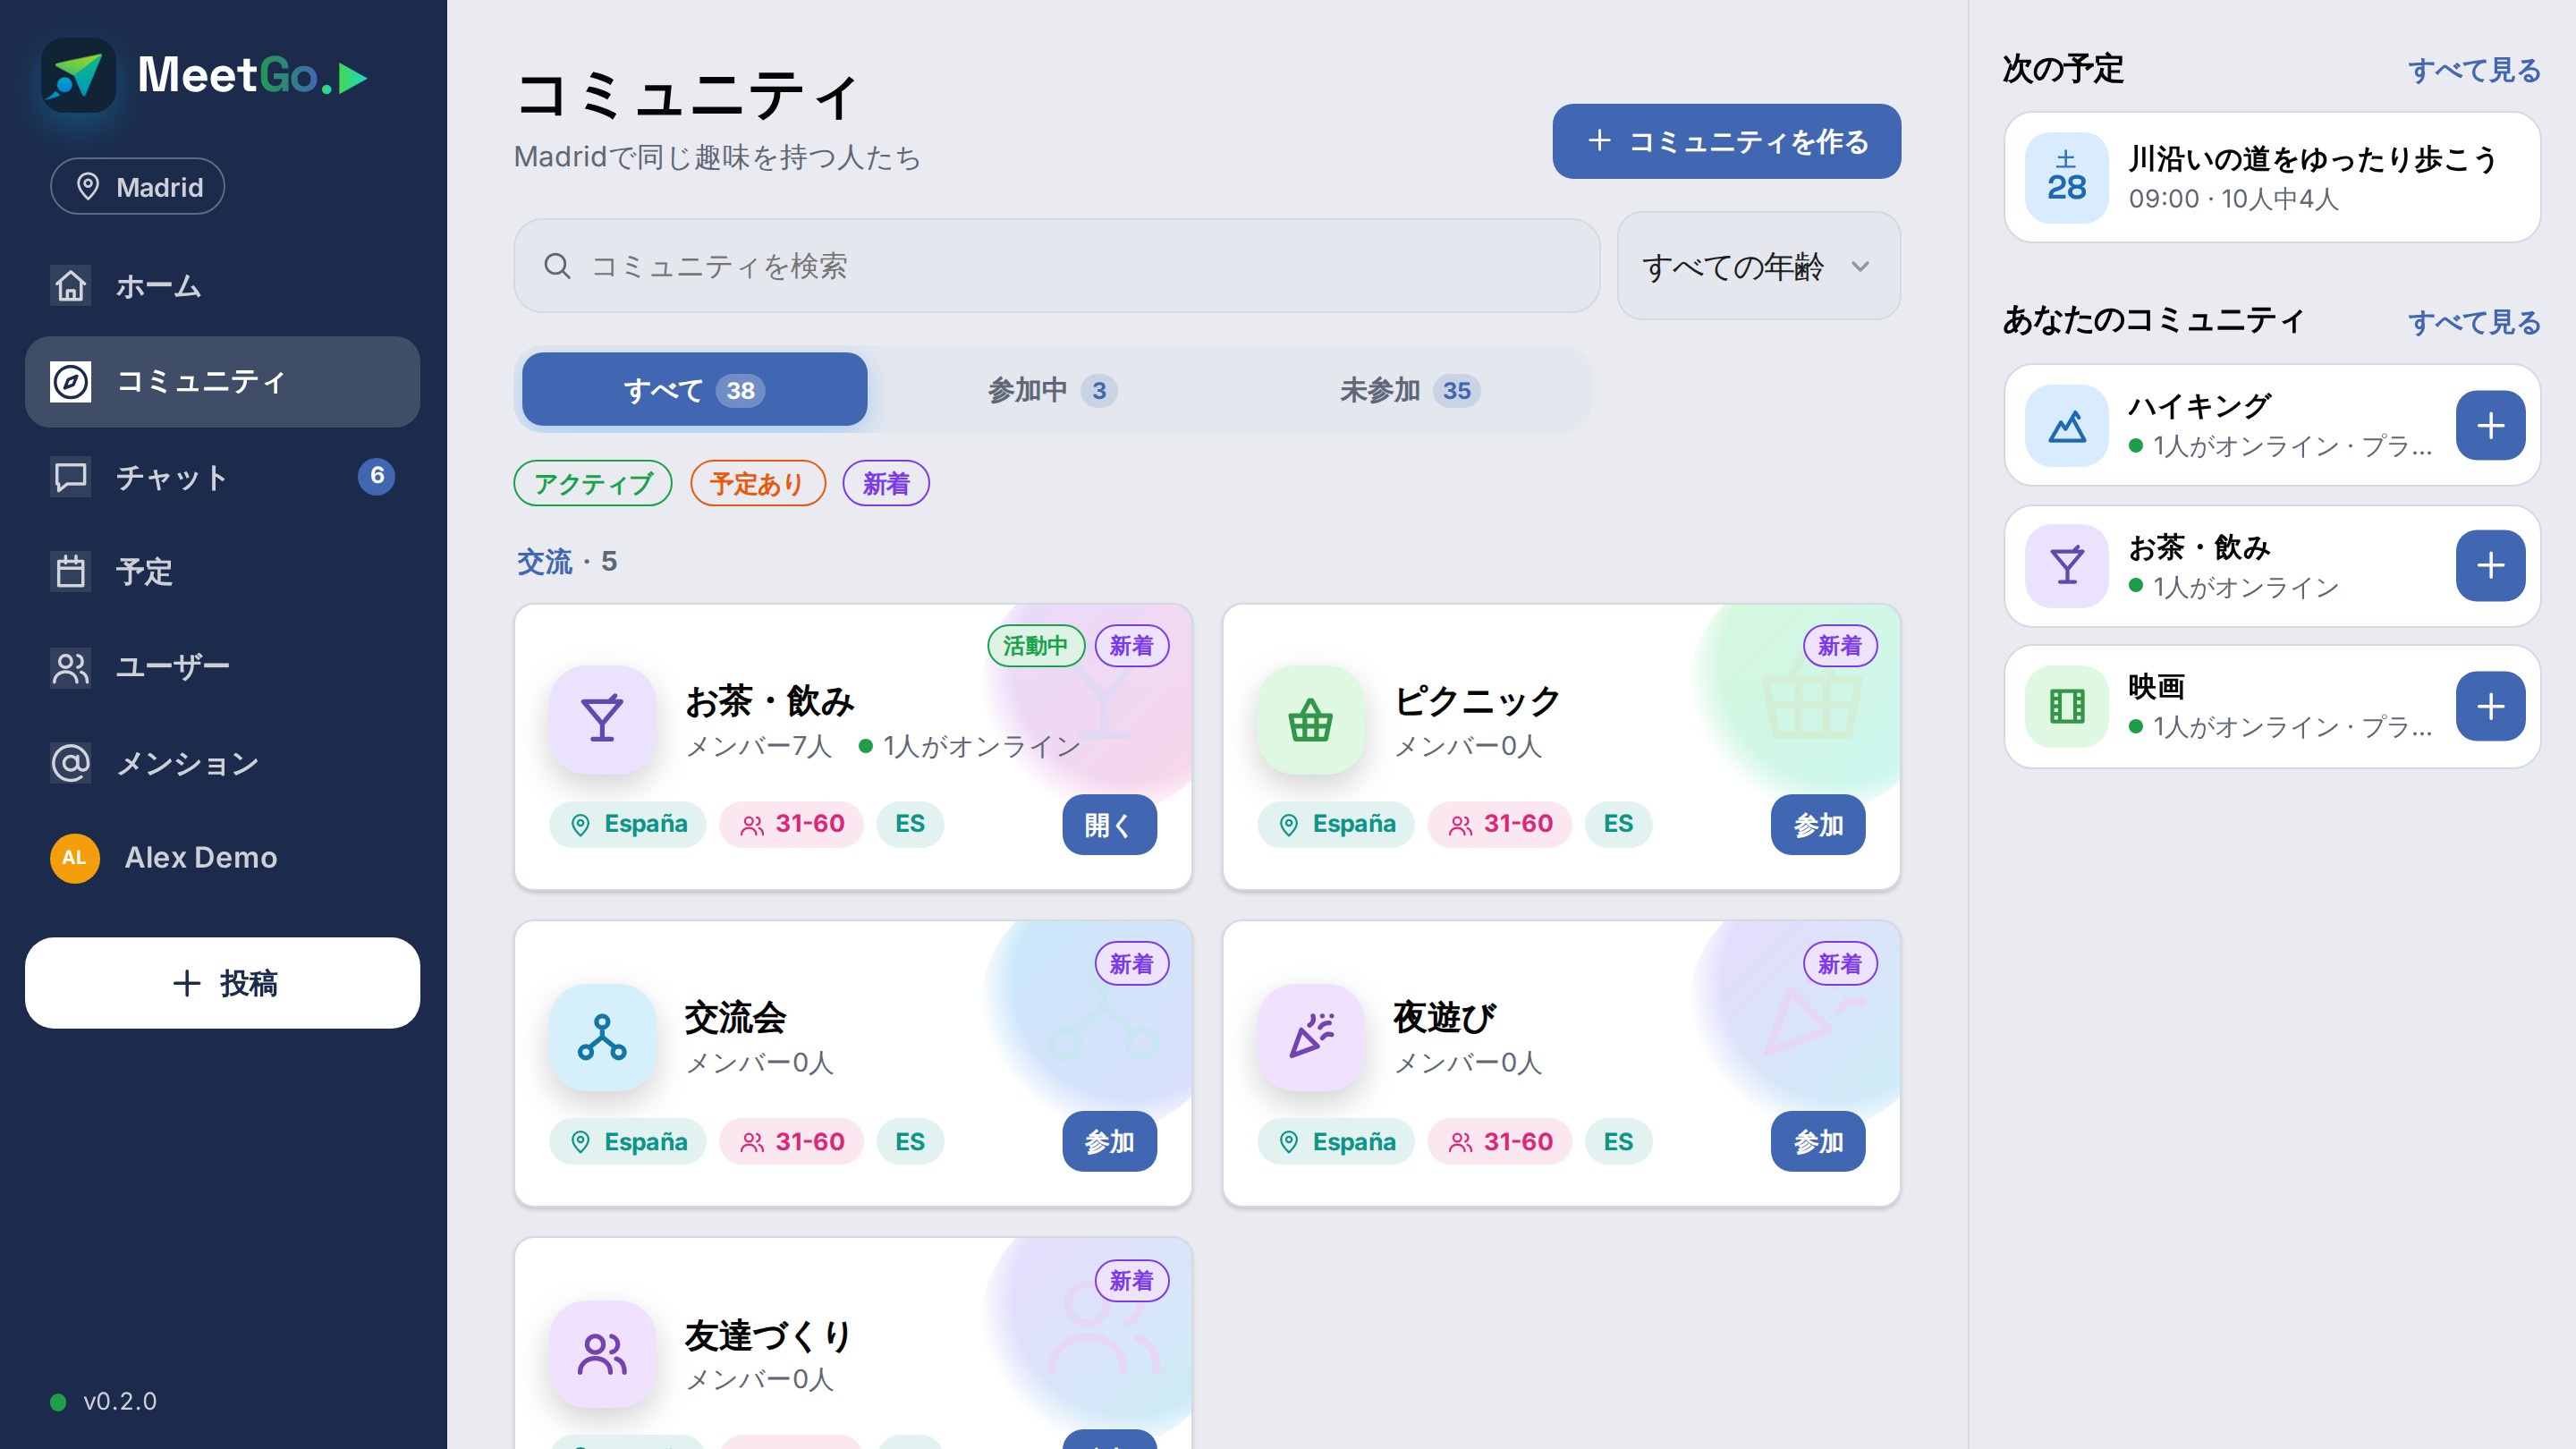 MeetGo.
Madrid
ホーム
コミュニティ
チャット 6
予定
ユーザー
メンション
AL Alex Demo
投稿
v0.2.0
コミュニティ
Madridで同じ趣味を持つ人たち
コミュニティを作る
コミュニティを検索
すべての年齢
すべて 38 参加中 3 未参加 35
アクティブ 予定あり 新着
交流 · 5
活動中 新着
お茶・飲み
メンバー7人 1人がオンライン
España 31-60 ES 開く
新着
ピクニック
メンバー0人
España 31-60 ES 参加
新着
交流会
メンバー0人
España 31-60 ES 参加
新着
夜遊び
メンバー0人
España 31-60 ES 参加
新着
友達づくり
メンバー0人
次の予定 すべて見る
土
28
川沿いの道をゆったり歩こう
09:00 · 10人中4人
あなたのコミュニティ すべて見る
ハイキング
1人がオンライン · プラ...
お茶・飲み
1人がオンライン
映画
1人がオンライン · プラ...